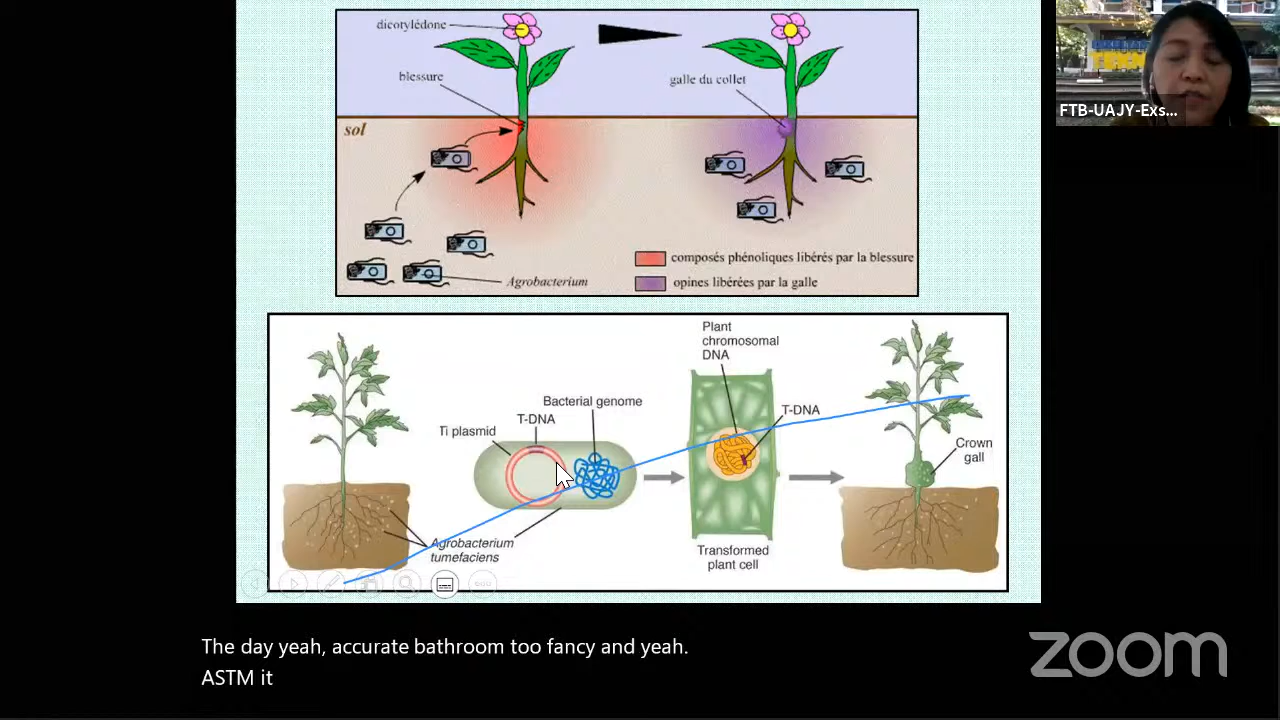 dicotylédone
blessure
galle du collet
sol
composés phénoliques libérés par la blessure
opines libérées par la galle
Agrobacterium
FTB-UAJY-Exs...
Plant
chromosomal
DNA
Bacterial genome
T-DNA
T-DNA
Ti plasmid
Crown
gall
Agrobacterium
tumefaciens
Transformed
plant cell
The day yeah, accurate bathroom too fancy and yeah.
ASTM it
zoom